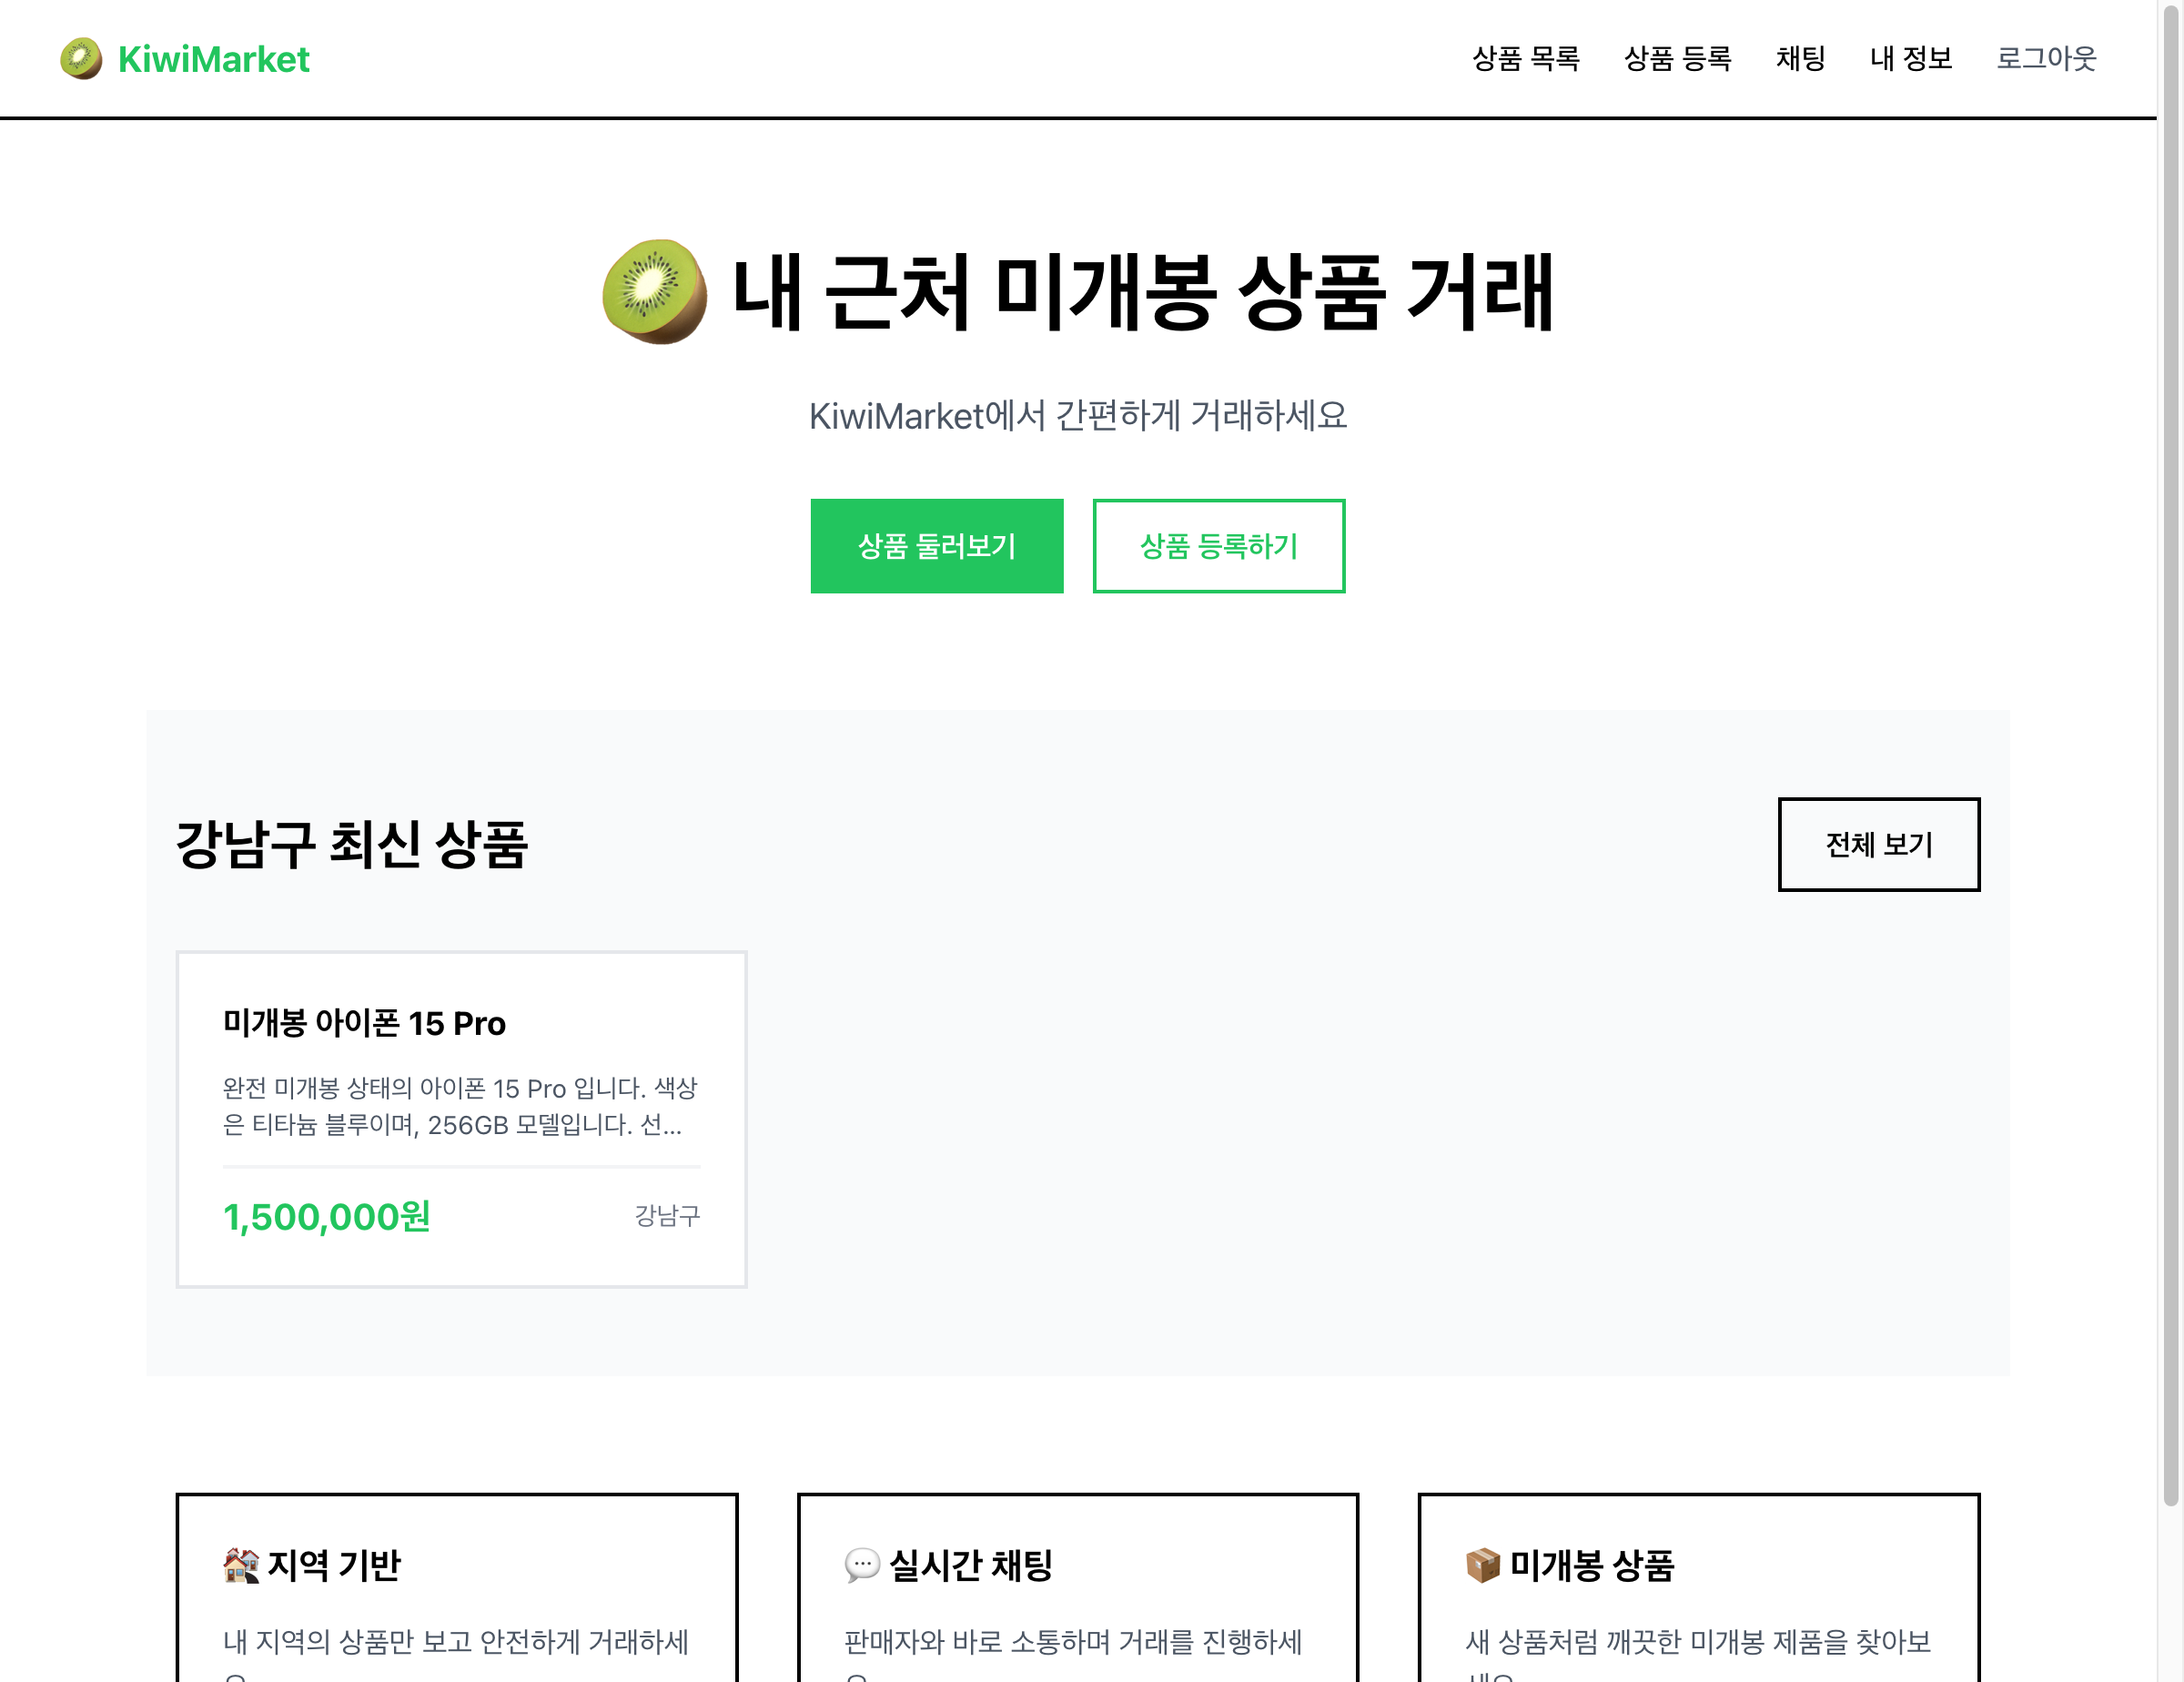 KiwiMarket
상품 목록 상품 등록 채팅 내 정보 로그아웃
내 근처 미개봉 상품 거래
KiwiMarket에서 간편하게 거래하세요
상품 둘러보기 상품 등록하기
강남구 최신 상품
전체 보기
미개봉 아이폰 15 Pro
완전 미개봉 상태의 아이폰 15 Pro 입니다. 색상
은 티타늄 블루이며, 256GB 모델입니다. 선...
1,500,000원 강남구
지역 기반
내 지역의 상품만 보고 안전하게 거래하세
실시간 채팅
판매자와 바로 소통하며 거래를 진행하세
미개봉 상품
새 상품처럼 깨끗한 미개봉 제품을 찾아보